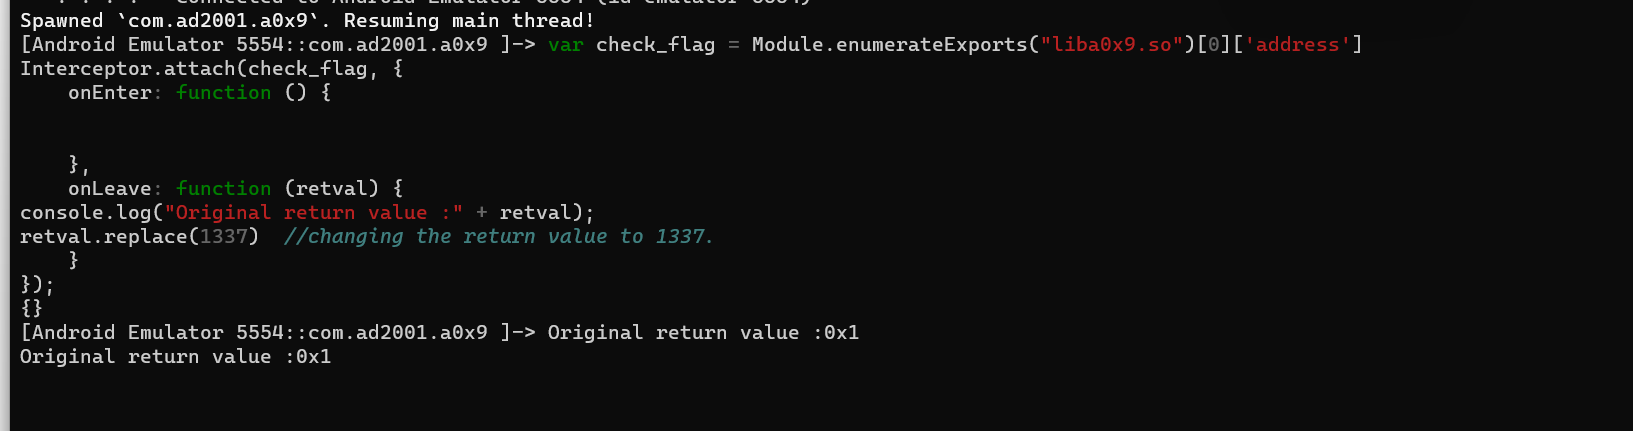 Spawned `com.ad2001.a0x9`. Resuming main thread!
[Android Emulator 5554::com.ad2001.a0x9 ]-> var check_flag = Module.enumerateExports("liba0x9.so")[0]['address']
Interceptor.attach(check_flag, {
    onEnter: function () {
    },
    onLeave: function (retval) {
console.log("Original return value :" + retval);
retval.replace(1337)  //changing the return value to 1337.
    }
});
{}
[Android Emulator 5554::com.ad2001.a0x9 ]-> Original return value :0x1
Original return value :0x1